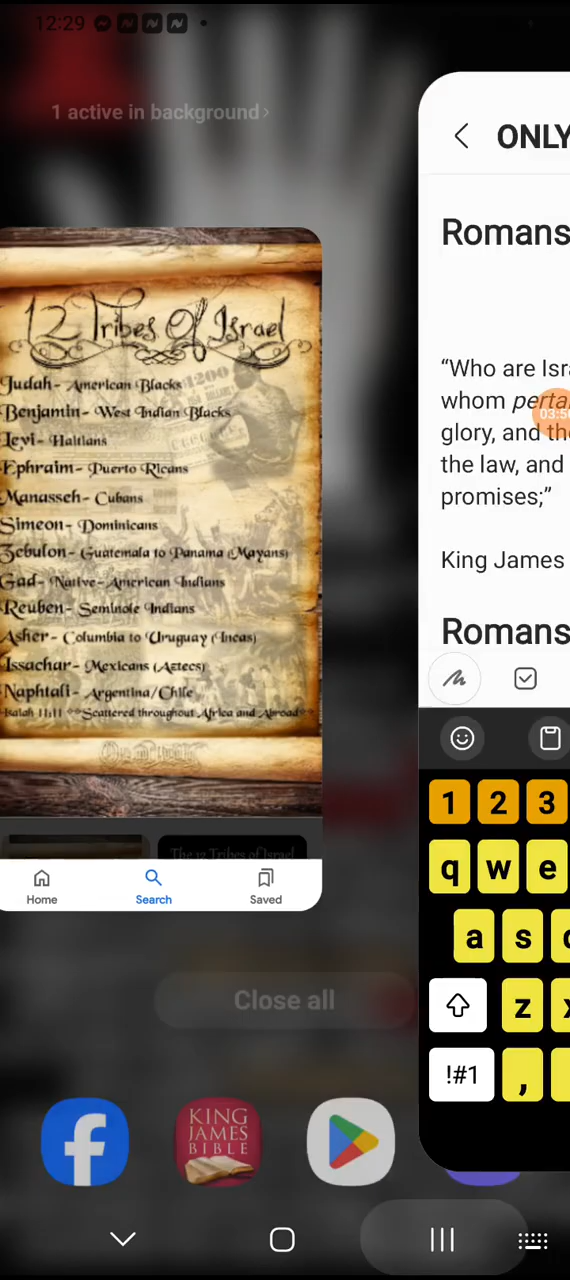 12:29
1 active in background >
12 Tribes Of Israel
Judah- American Blacks
Benjamin- West Indian Blacks
Levi- Haitians
Ephraim- Puerto Ricans
Manasseh- Cubans
Simeon- Dominicans
Zebulon- Guatemala to Panama (Mayans)
Gad- Native-American Indians
Reuben- Seminole Indians
Asher- Columbia to Uruguay (Incas)
Issachar- Mexicans (Aztecs)
Naphtali- Argentina/Chile
Isaiah 11:11 **Scattered throughout Africa and Abroad**
The 12 Tribes of Israel
Home
Search
Saved
ONLY
Romans
“Who are Isra
whom perta
glory, and the
the law, and
promises;”
King James
Romans
1 2 3
q w e
a s
z
!#1 ,
Close all
KING
JAMES
BIBLE